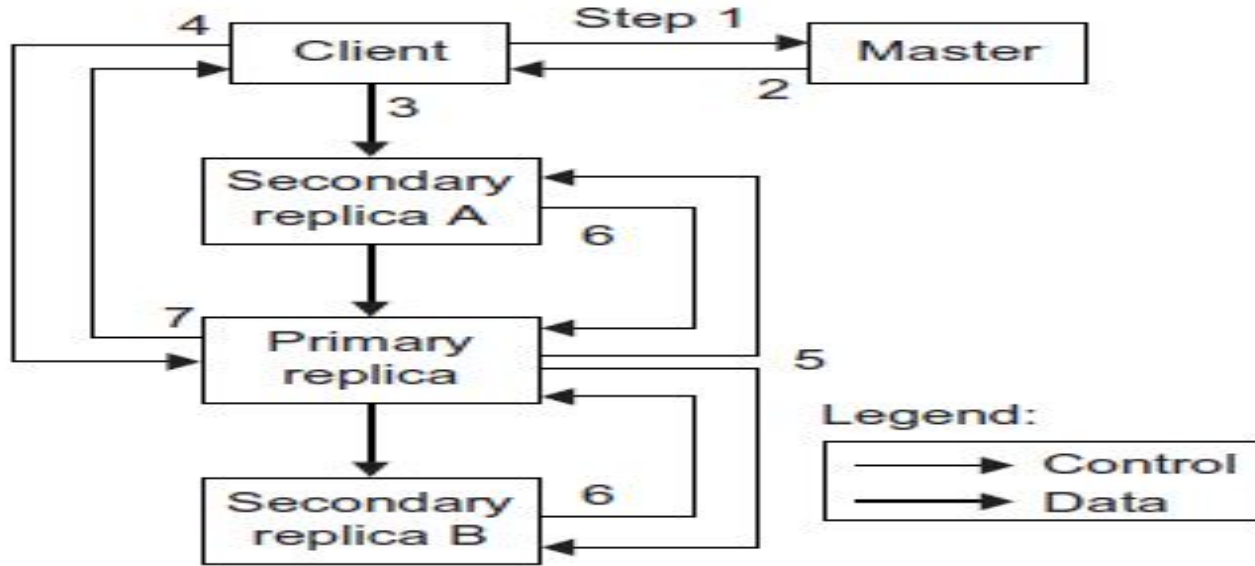 4
Step 1
Client
Master
2
3
Secondary
replica A
6
7
Primary
replica
5
Legend:
Control
Data
Secondary
replica B
6